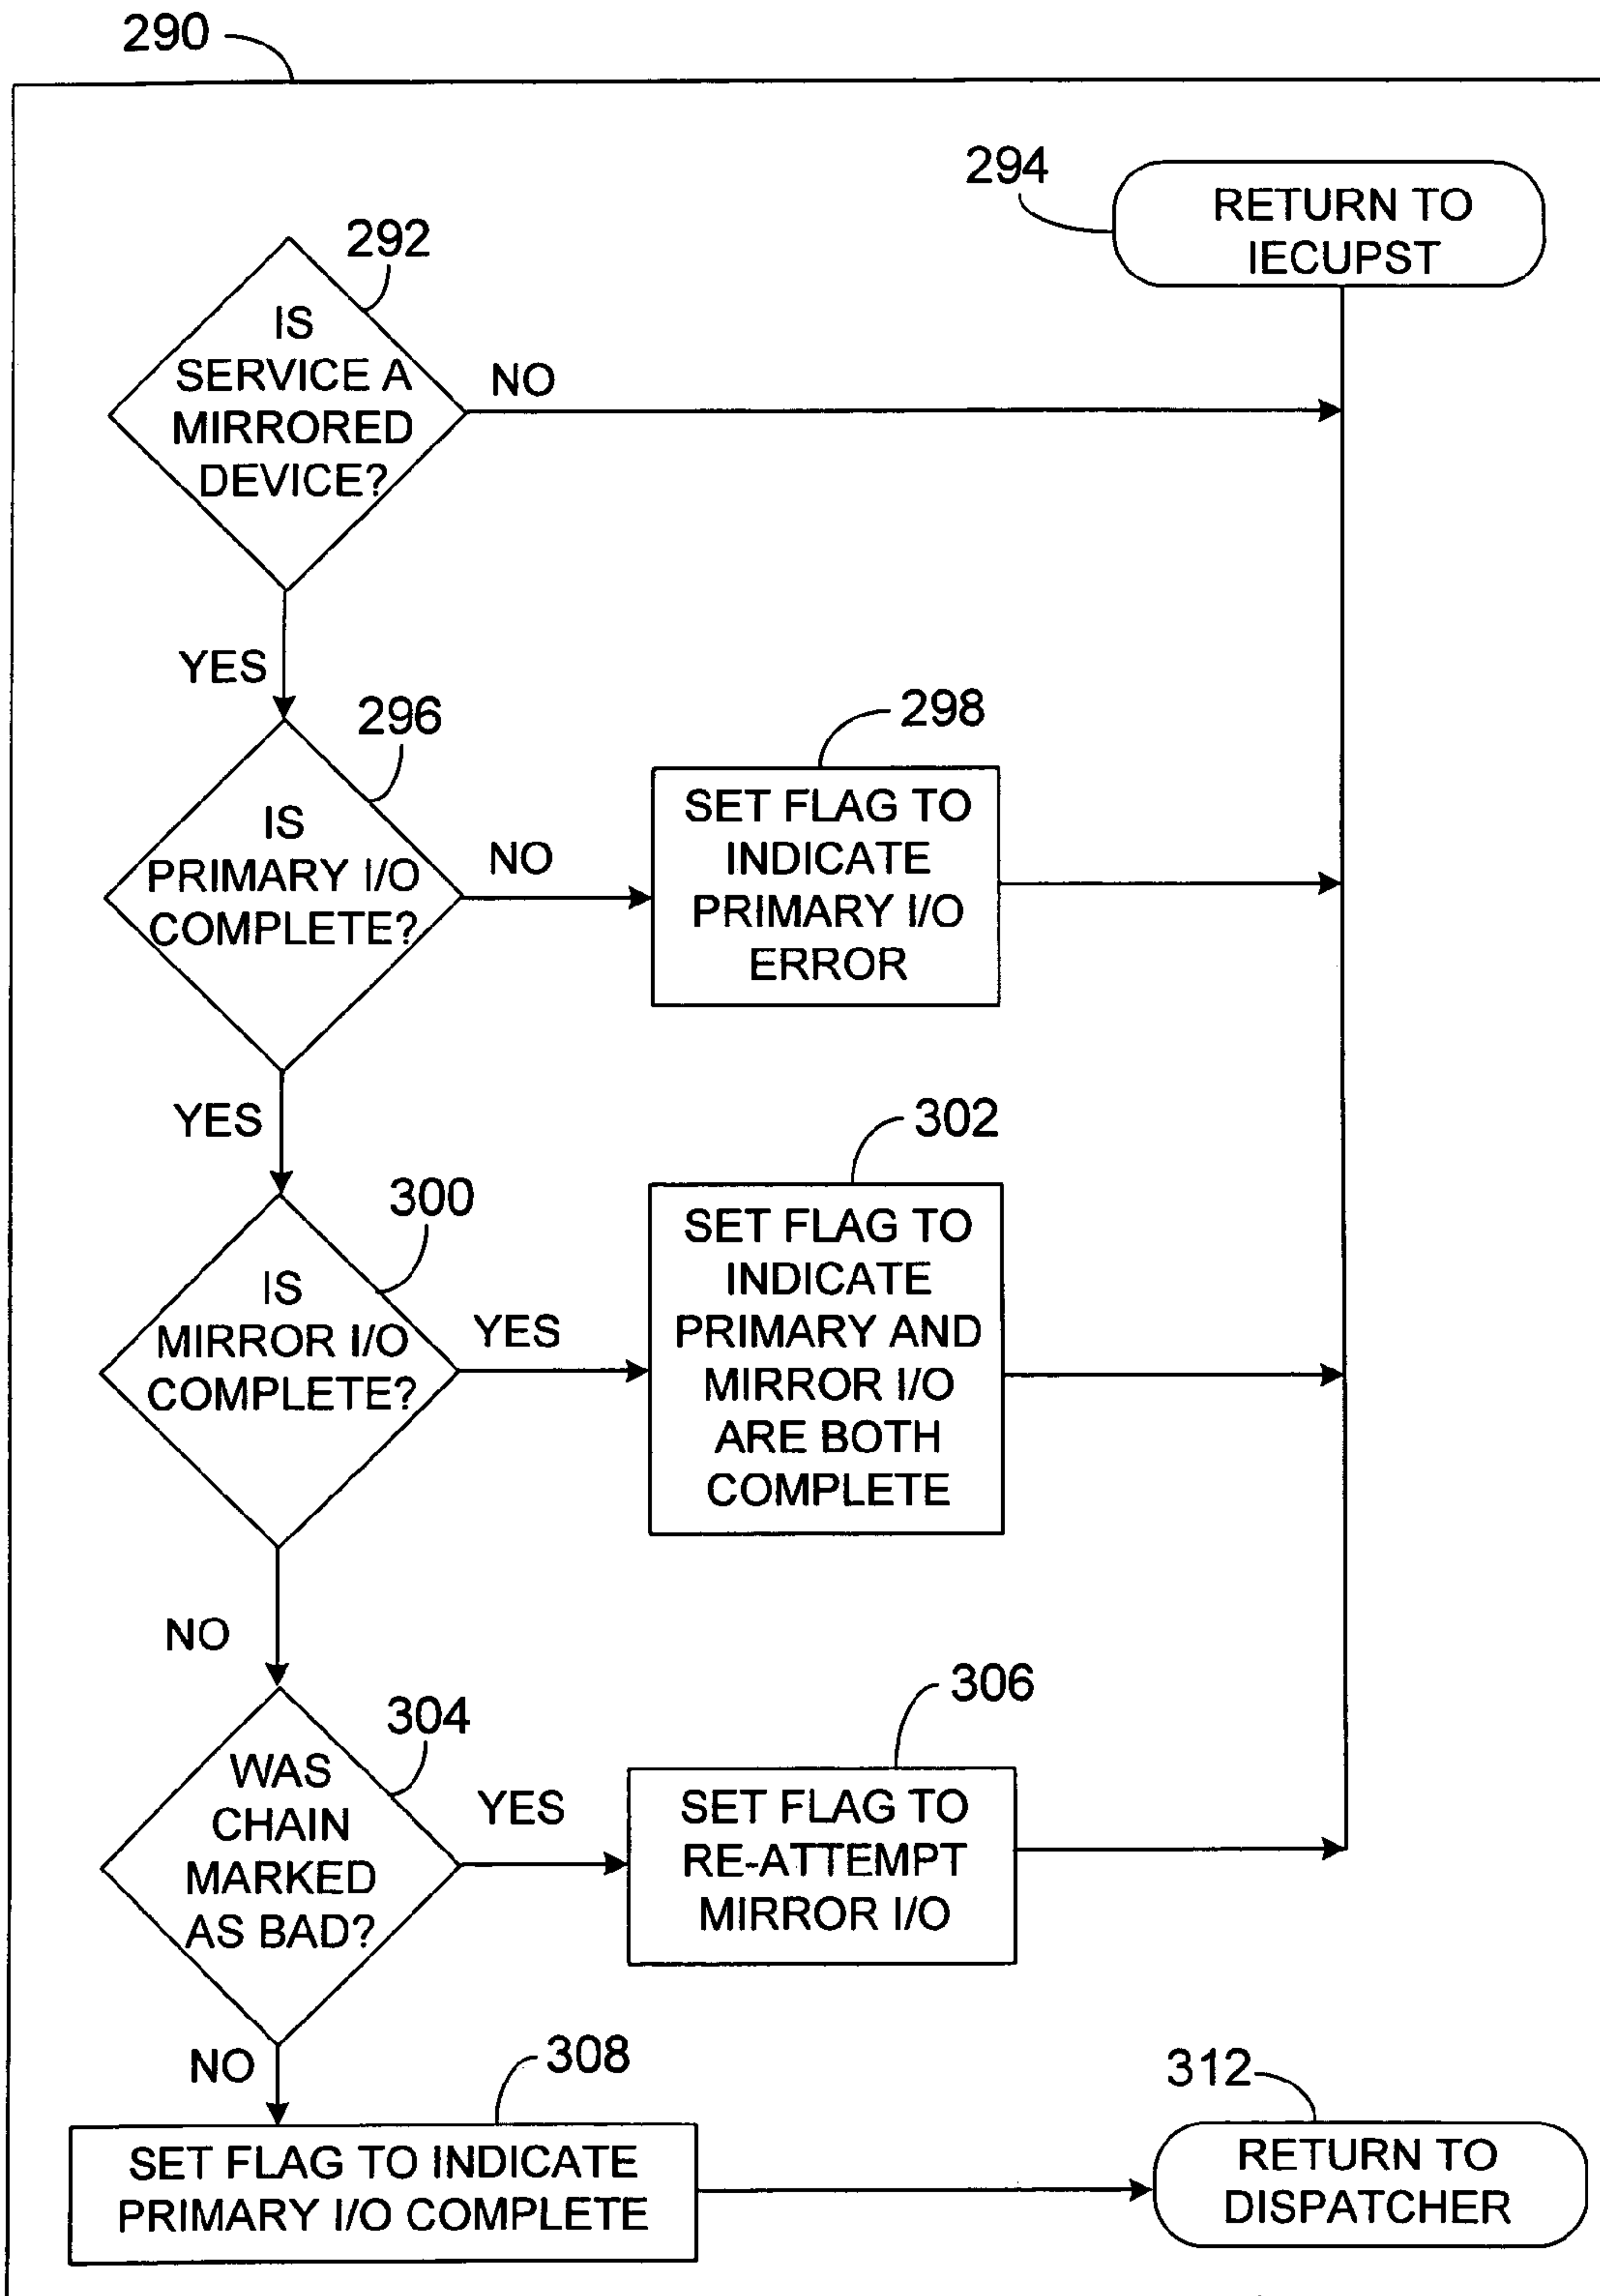 290
294
RETURN TO
IECUPST
292
IS
SERVICE A
MIRRORED
DEVICE?
NO
YES
296
IS
PRIMARY I/O
COMPLETE?
NO
298
SET FLAG TO
INDICATE
PRIMARY I/O
ERROR
YES
300
IS
MIRROR I/O
COMPLETE?
YES
302
SET FLAG TO
INDICATE
PRIMARY AND
MIRROR I/O
ARE BOTH
COMPLETE
NO
304
WAS
CHAIN
MARKED
AS BAD?
YES
306
SET FLAG TO
RE-ATTEMPT
MIRROR I/O
NO
308
SET FLAG TO INDICATE
PRIMARY I/O COMPLETE
312
RETURN TO
DISPATCHER